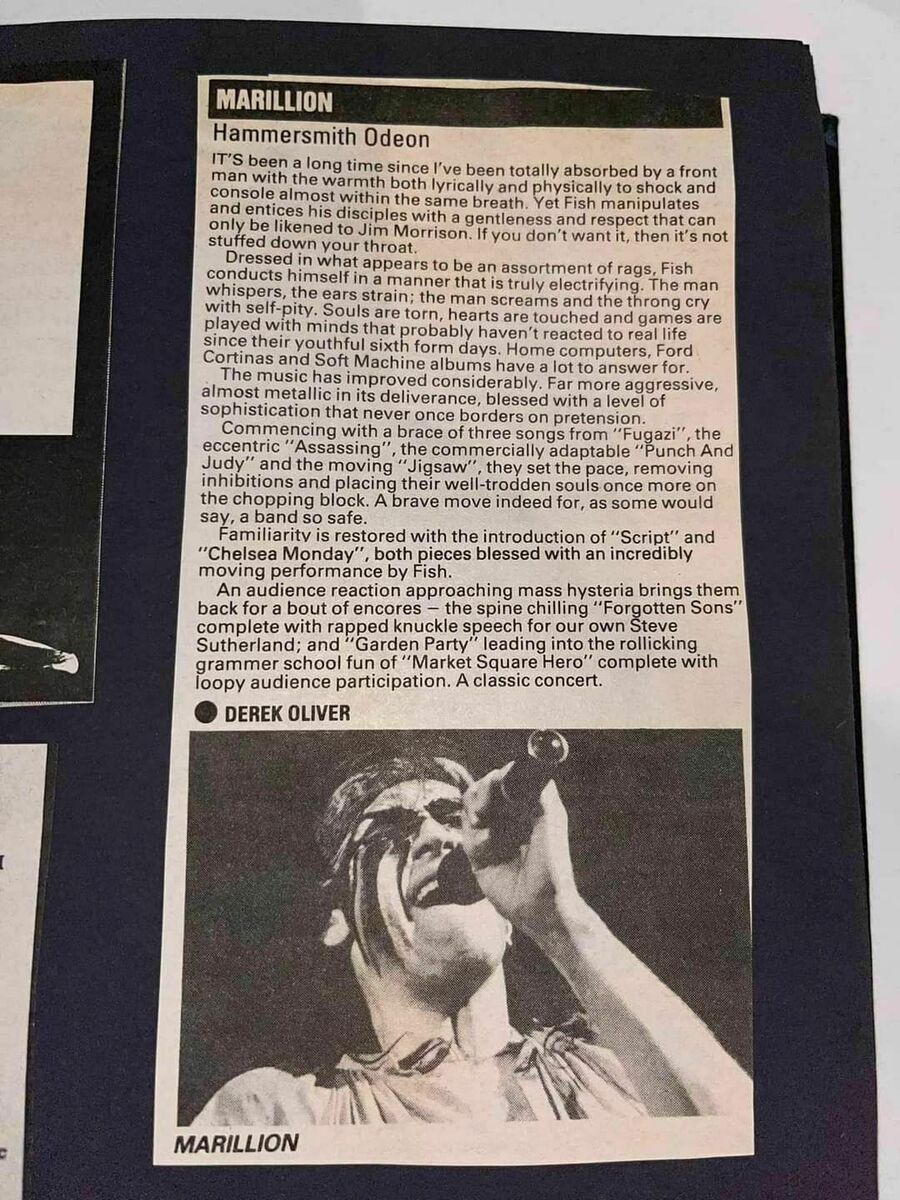 MARILLION
Hammersmith Odeon
IT'S been a long time since I've been totally absorbed by a front
man with the warmth both lyrically and physically to shock and
console almost within the same breath. Yet Fish manipulates
and entices his disciples with a gentleness and respect that can
only be likened to Jim Morrison. If you don't want it, then it's not
stuffed down your throat.
Dressed in what appears to be an assortment of rags, Fish
conducts himself in a manner that is truly electrifying. The man
whispers, the ears strain; the man screams and the throng cry
with self-pity. Souls are torn, hearts are touched and games are
played with minds that probably haven't reacted to real life
since their youthful sixth form days. Home computers, Ford
Cortinas and Soft Machine albums have a lot to answer for.
The music has improved considerably. Far more aggressive,
almost metallic in its deliverance, blessed with a level of
sophistication that never once borders on pretension.
Commencing with a brace of three songs from "Fugazi", the
eccentric "Assassing", the commercially adaptable "Punch And
Judy" and the moving "Jigsaw", they set the pace, removing
inhibitions and placing their well-trodden souls once more on
the chopping block. A brave move indeed for, as some would
say, a band so safe.
Familiarity is restored with the introduction of "Script" and
"Chelsea Monday", both pieces blessed with an incredibly
moving performance by Fish.
An audience reaction approaching mass hysteria brings them
back for a bout of encores — the spine chilling "Forgotten Sons"
complete with rapped knuckle speech for our own Steve
Sutherland; and "Garden Party" leading into the rollicking
grammer school fun of "Market Square Hero" complete with
loopy audience participation. A classic concert.
● DEREK OLIVER
MARILLION